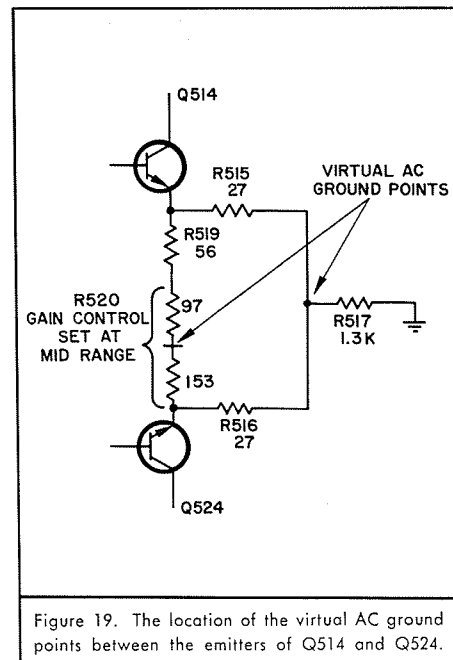 Q514
R515
27
VIRTUAL AC
GROUND POINTS
R519
56
R520
GAIN CONTROL
SET AT
MID RANGE
97
153
R517
1.3K
R516
27
Q524
Figure 19. The location of the virtual AC ground
points between the emitters of Q514 and Q524.